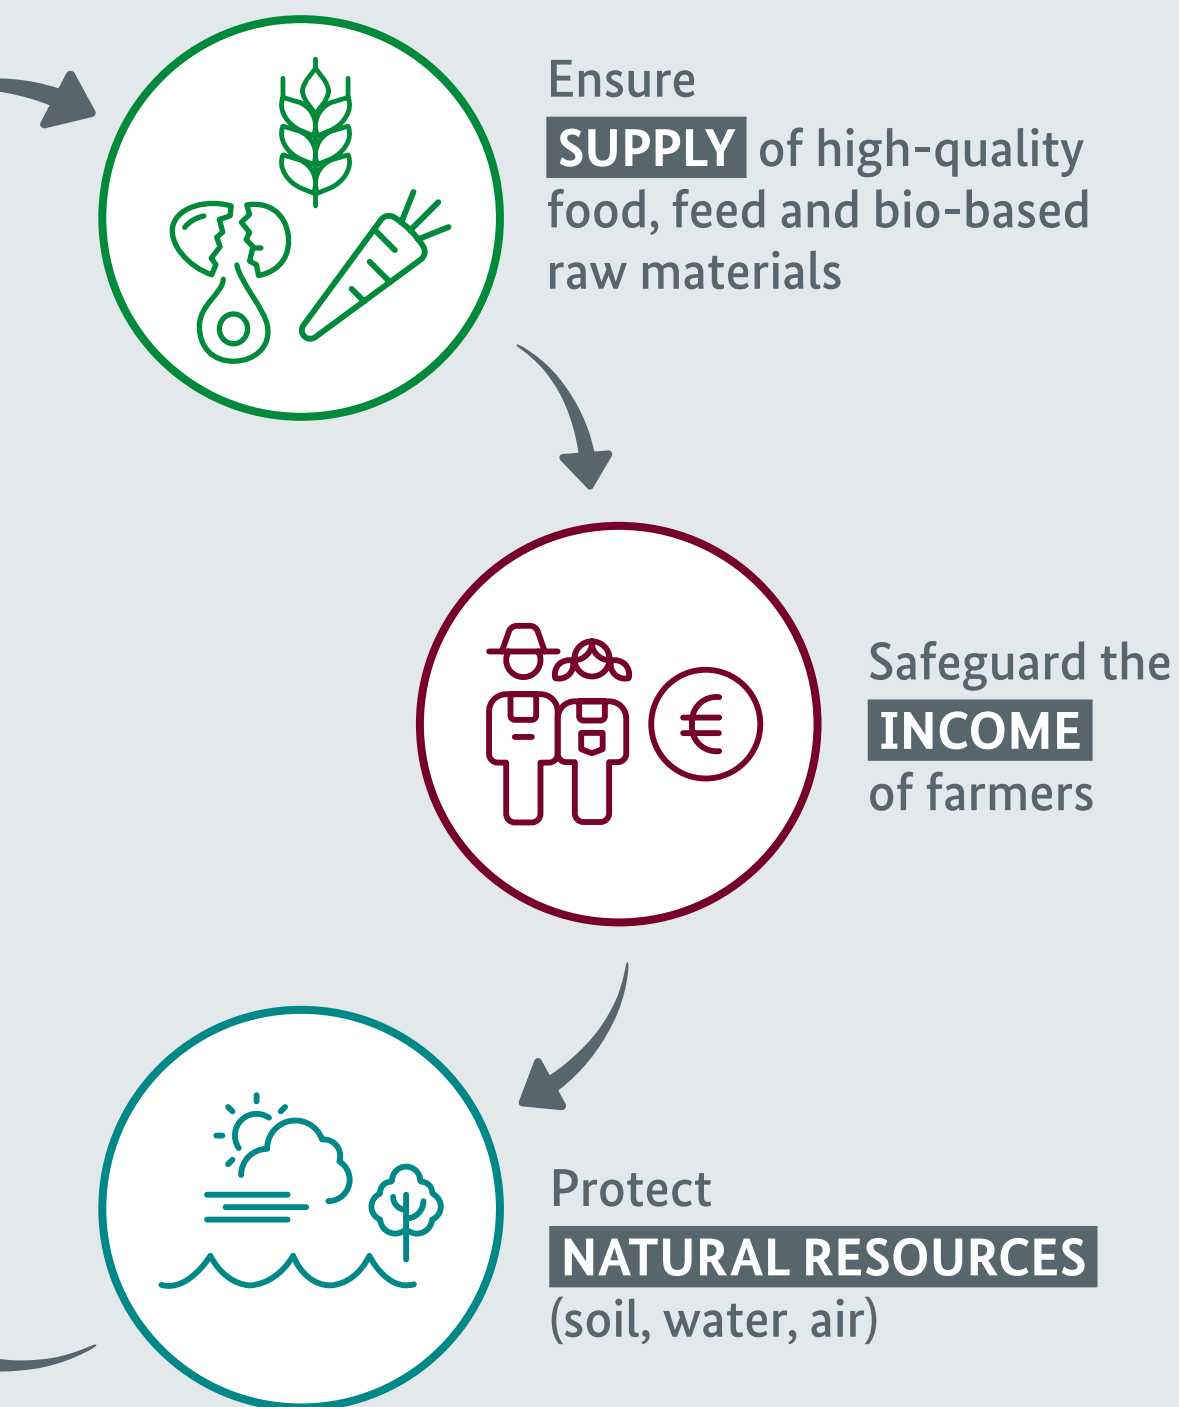 Ensure
SUPPLY of high-quality
food, feed and bio-based
raw materials
€
Safeguard the
INCOME
of farmers
Protect
NATURAL RESOURCES
(soil, water, air)